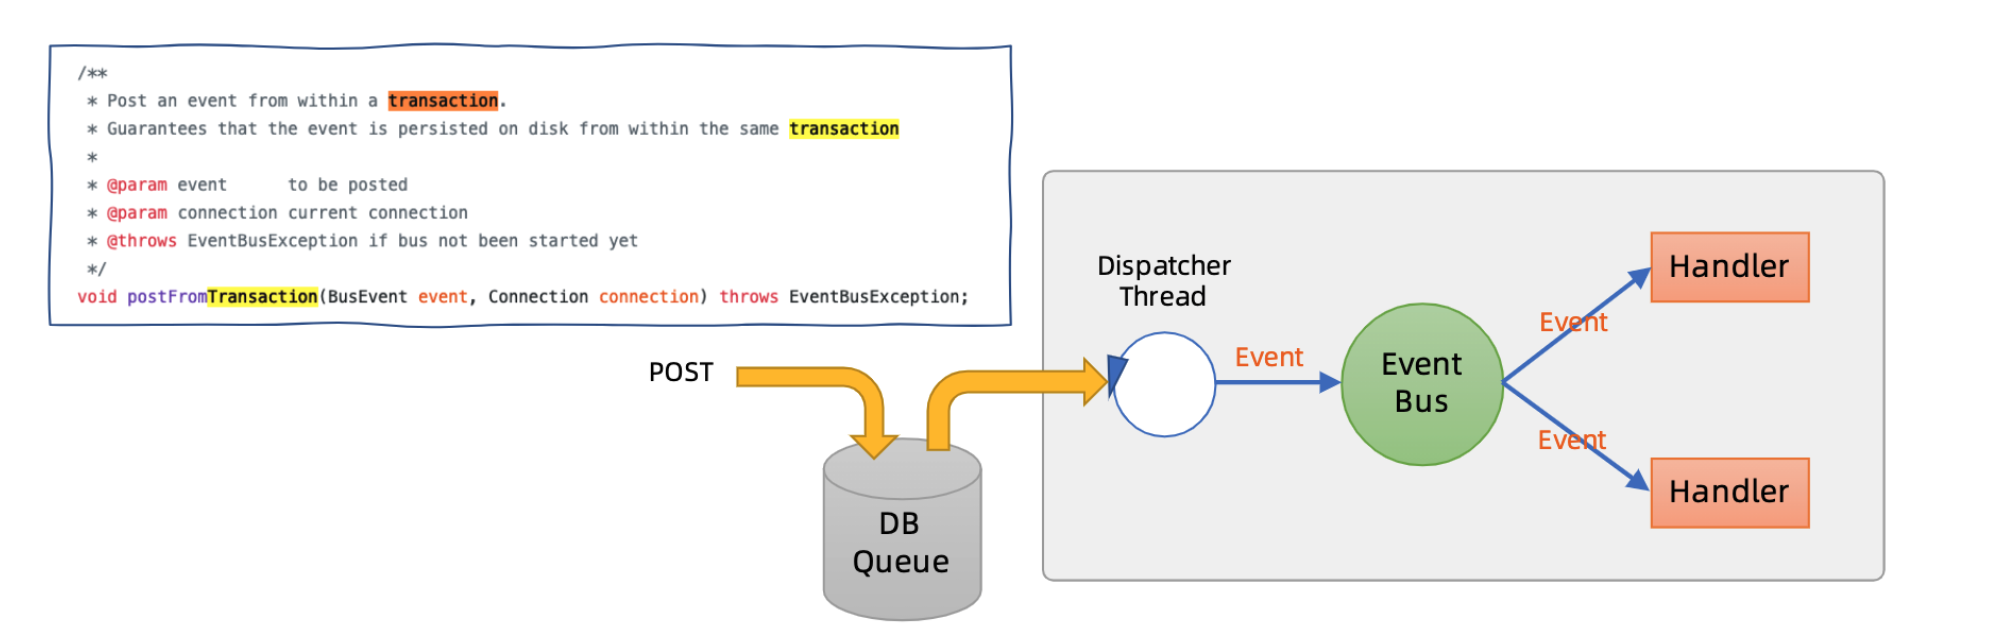 /**
* Post an event from within a transaction.
* Guarantees that the event is persisted on disk from within the same transaction
*
* @param event      to be posted
* @param connection current connection
* @throws EventBusException if bus not been started yet
*/
void postFromTransaction(BusEvent event, Connection connection) throws EventBusException;
POST
DB
Queue
Dispatcher
Thread
Event
Event
Bus
Event
Event
Handler
Handler